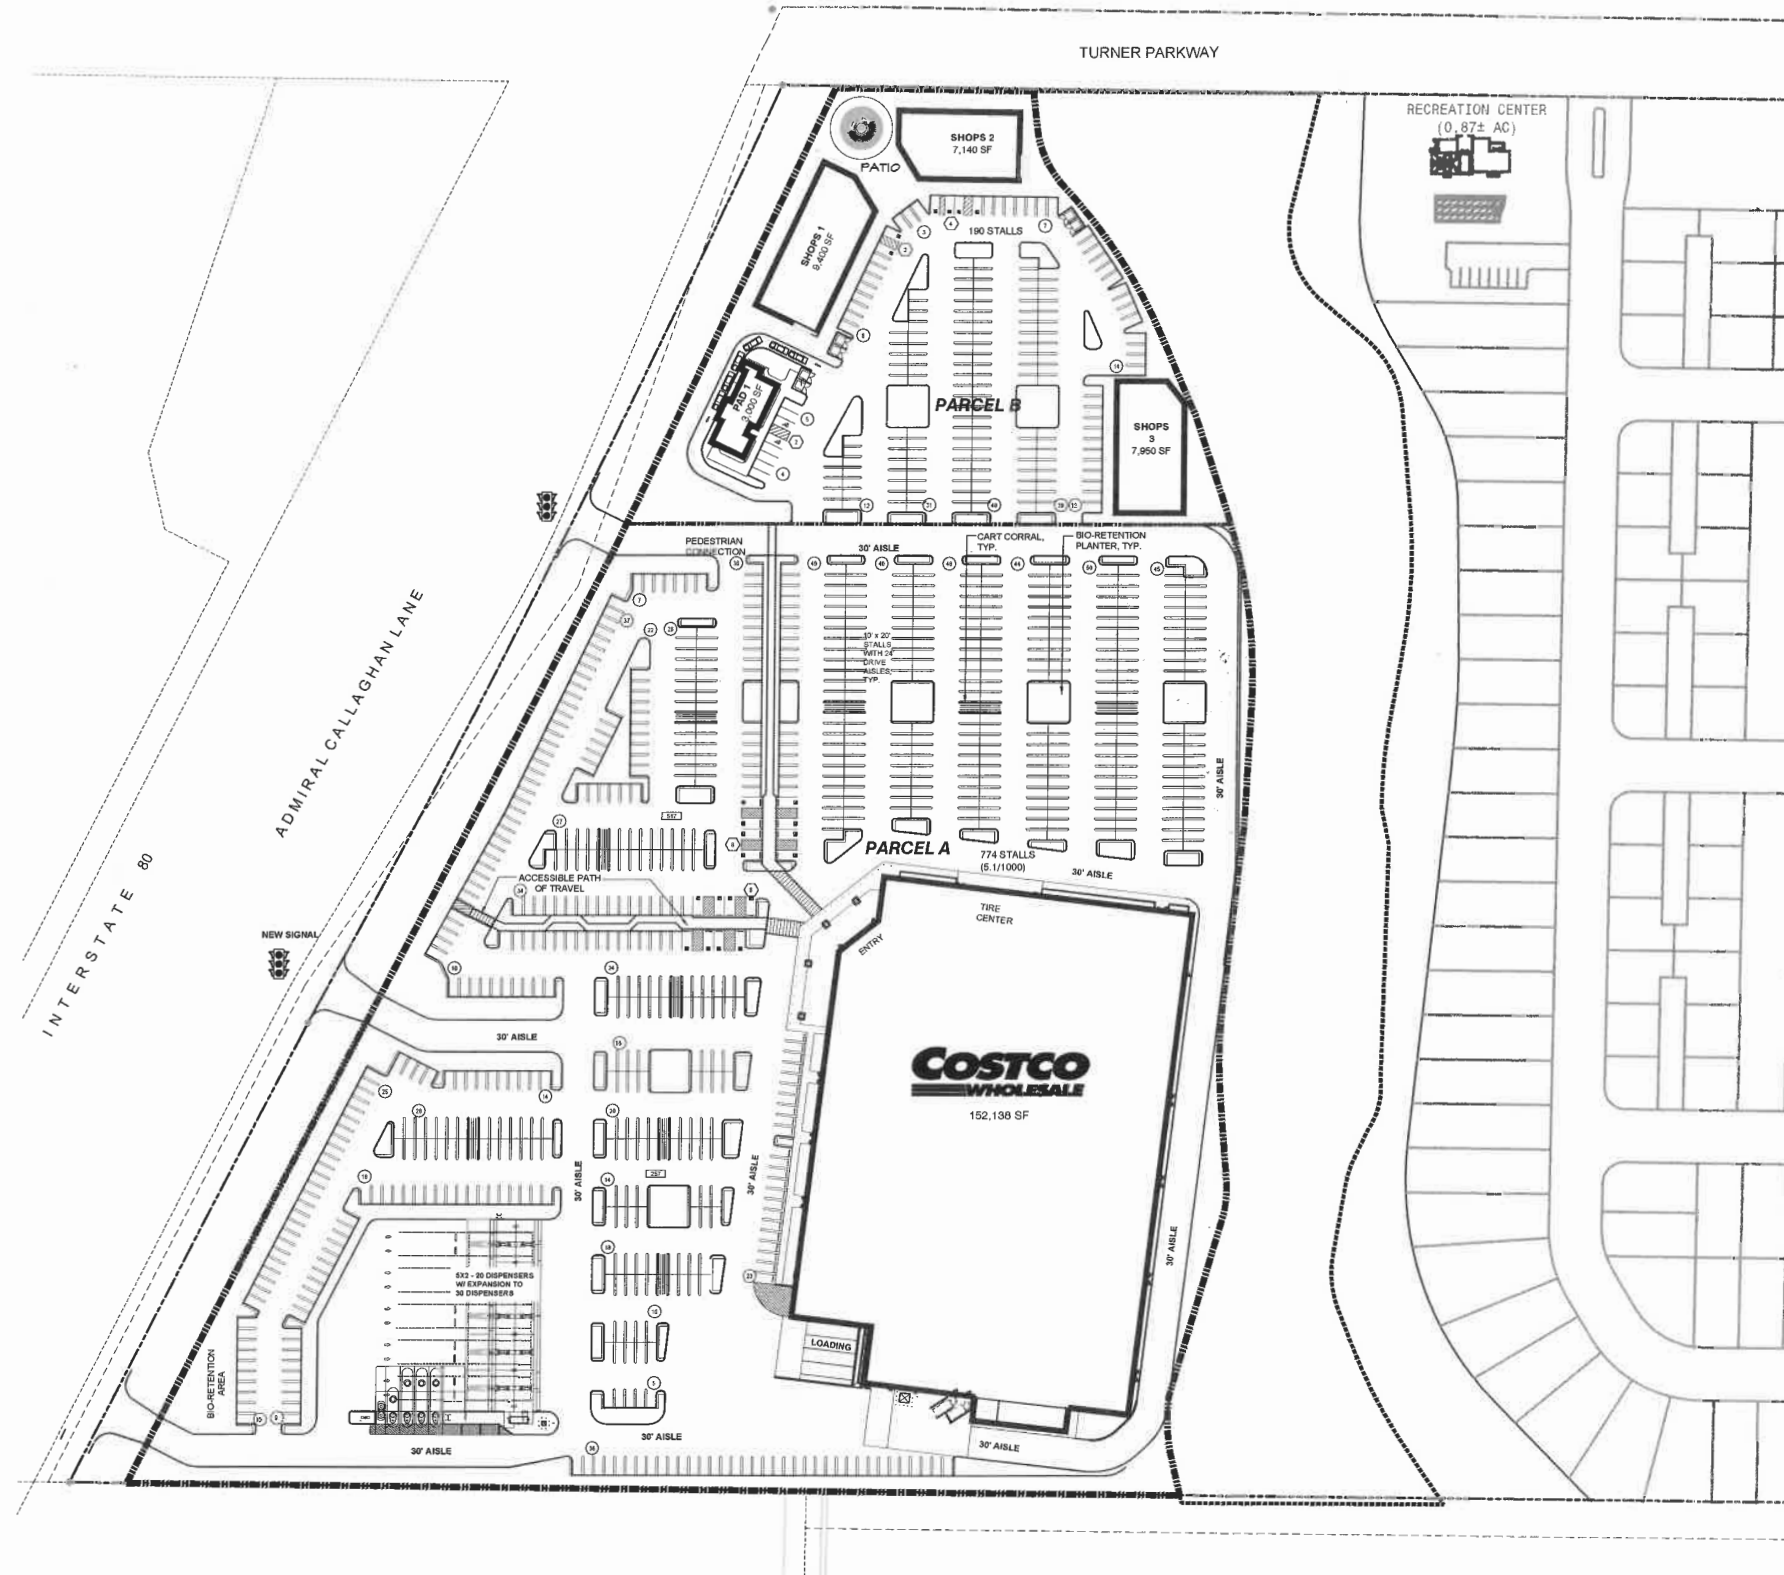 TURNER PARKWAY
RECREATION CENTER
(0.87± AC)
SHOPS 2
7,140 SF
PATIO
SHOPS 1
9,400 SF
190 STALLS
PAD 1
3,000 SF
PARCEL B
SHOPS
3
7,950 SF
PEDESTRIAN
CONNECTION
30' AISLE
CART CORRAL,
TYP.
BIO-RETENTION
PLANTER, TYP.
10' x 20'
STALLS
WITH 24'
DRIVE
AISLES,
TYP.
30' AISLE
ADMIRAL CALLAGHAN LANE
INTERSTATE 80
PARCEL A
774 STALLS
(5.1/1000)
30' AISLE
ACCESSIBLE PATH
OF TRAVEL
TIRE
CENTER
ENTRY
NEW SIGNAL
30' AISLE
COSTCO
WHOLESALE
152,138 SF
30' AISLE
30' AISLE
30' AISLE
5X2 - 20 DISPENSERS
W/ EXPANSION TO
30 DISPENSERS
LOADING
BIO-RETENTION
AREA
30' AISLE
30' AISLE
30' AISLE